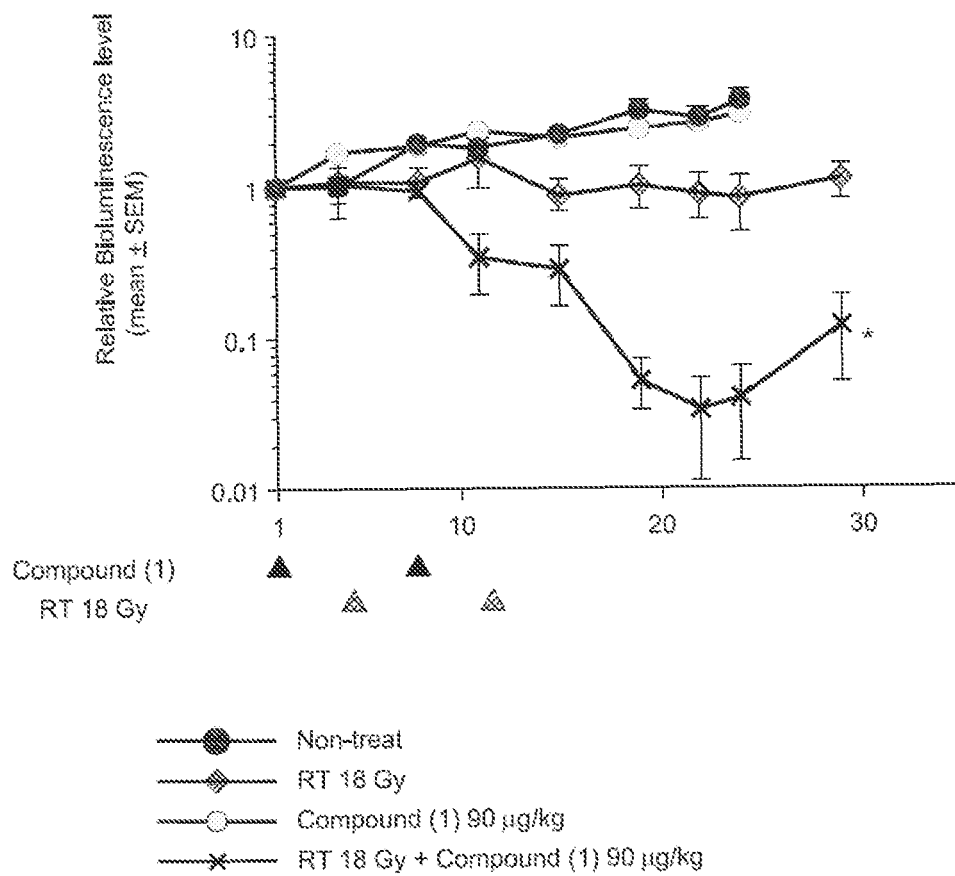 Relative Bioluminescence level
(mean ± SEM)
10
1
0.1
0.01
*
1 10 20 30
Compound (1)
RT 18 Gy
Non-treat
RT 18 Gy
Compound (1) 90 µg/kg
RT 18 Gy + Compound (1) 90 µg/kg